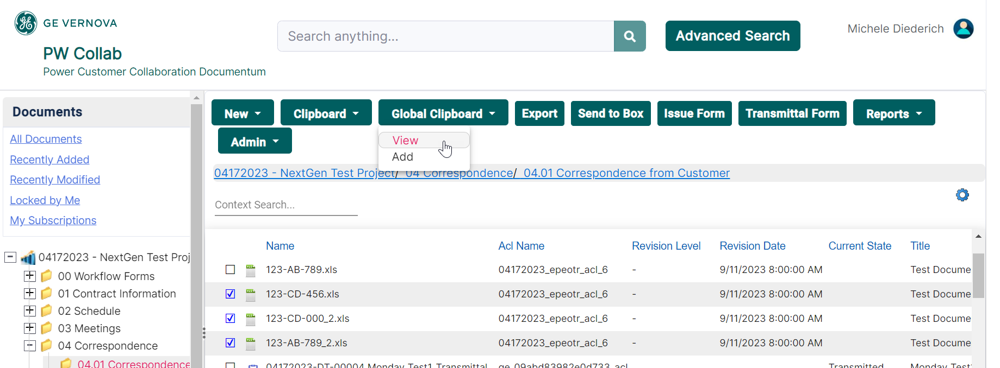 GE VERNOVA
PW Collab
Power Customer Collaboration Documentum
Search anything...
Advanced Search
Michele Diederich
Documents
All Documents
Recently Added
Recently Modified
Locked by Me
My Subscriptions
04172023 - NextGen Test Proj
00 Workflow Forms
01 Contract Information
02 Schedule
03 Meetings
04 Correspondence
04.01 Correspondence
New
Clipboard
Global Clipboard
Export
Send to Box
Issue Form
Transmittal Form
Reports
Admin
View
Add
04172023 - NextGen Test Project/ 04 Correspondence/ 04.01 Correspondence from Customer
Context Search...
Name Acl Name Revision Level Revision Date Current State Title
123-AB-789.xls 04172023_epeotr_acl_6 - 9/11/2023 8:00:00 AM Test Docume
123-CD-456.xls 04172023_epeotr_acl_6 - 9/11/2023 8:00:00 AM Test Docume
123-CD-000_2.xls 04172023_epeotr_acl_6 - 9/11/2023 8:00:00 AM Test Docume
123-AB-789_2.xls 04172023_epeotr_acl_6 - 9/11/2023 8:00:00 AM Test Docume
04172023-DT-00004 Monday Test1 Transmittal ge_09abd83982e0d733_acl Transmitted Monday Test